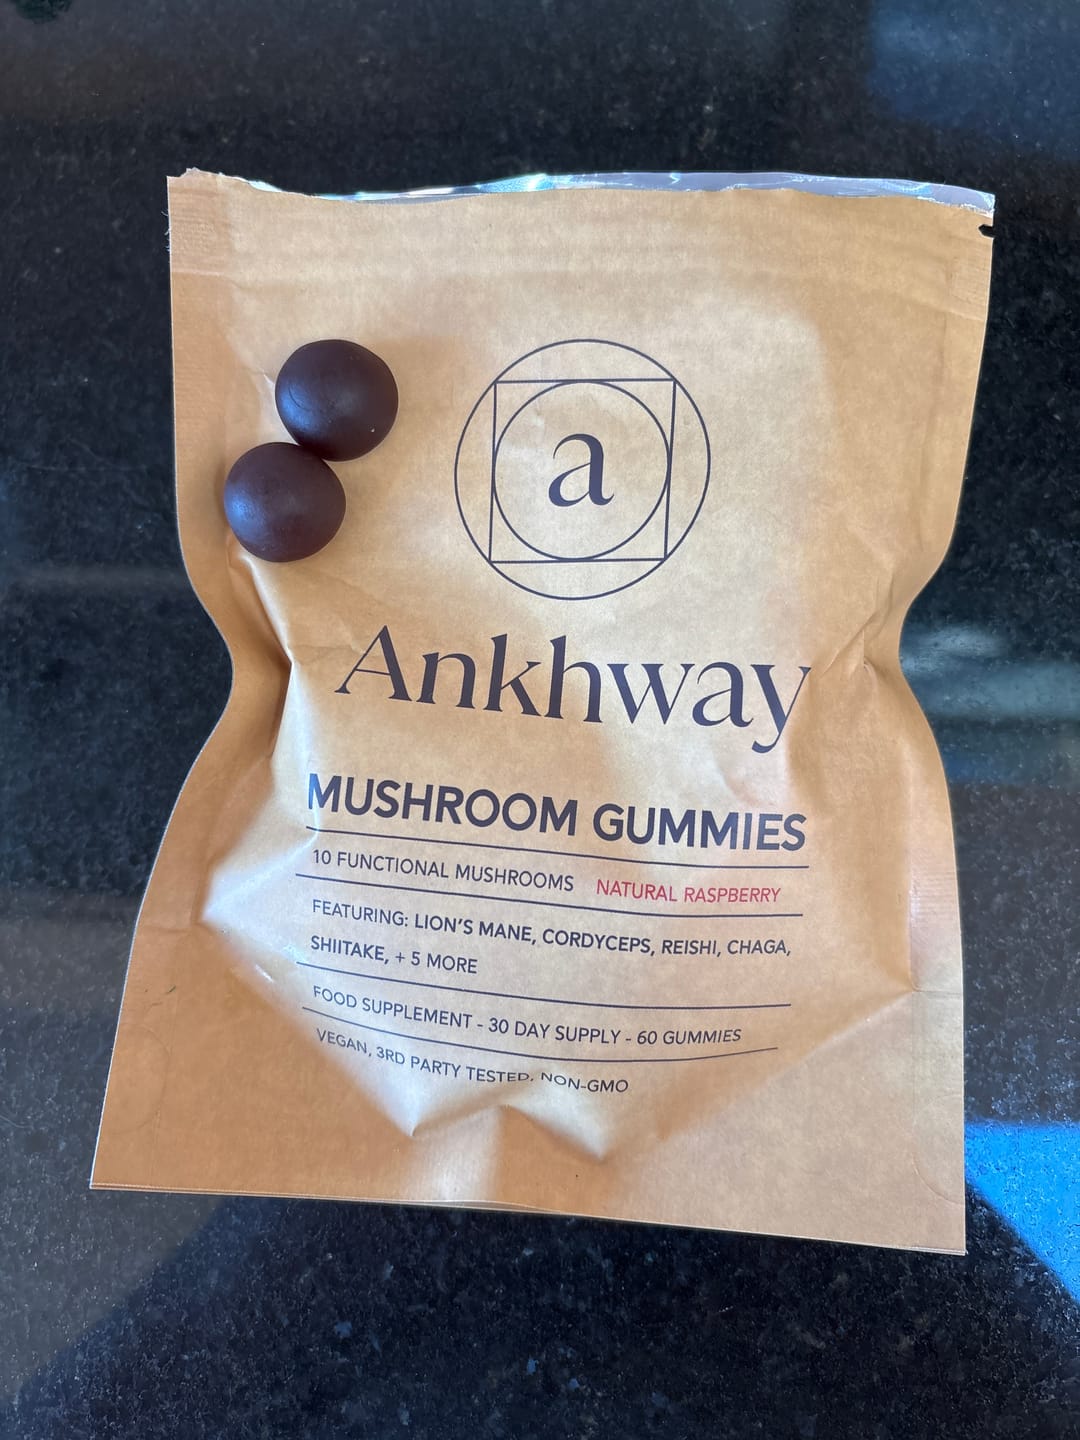 a
Ankhway
MUSHROOM GUMMIES
10 FUNCTIONAL MUSHROOMS NATURAL RASPBERRY
FEATURING: LION'S MANE, CORDYCEPS, REISHI, CHAGA,
SHIITAKE, + 5 MORE
FOOD SUPPLEMENT - 30 DAY SUPPLY - 60 GUMMIES
VEGAN, 3RD PARTY TESTED, NON-GMO